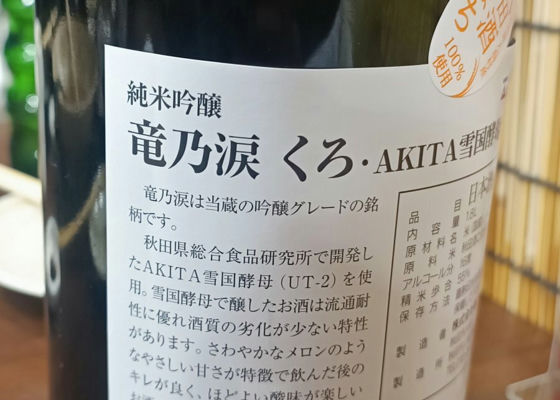 純米吟醸
竜乃涙 くろ・AKITA雪国酵
竜乃涙は当蔵の吟醸グレードの銘
柄です。
秋田県総合食品研究所で開発し
たAKITA雪国酵母(UT-2)を使
用。雪国酵母で醸したお酒は流通耐
性に優れ酒質の劣化が少ない特性
があります。さわやかなメロンのよう
なやさしい甘さが特徴で飲んだ後の
キレが良く、ほどよい酸味が楽しい
品目 日本
内容量 1.8L
原材料名 米
原料米
アルコール分
精米歩合
保存方法
製造者 株式
製造所
酒
100%
使用